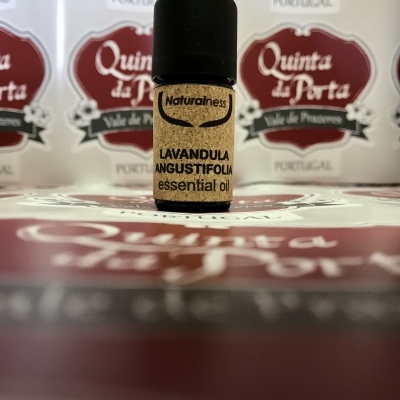 Quinta
da Porta
Vale de Prazeres
PORTUGAL
Naturalness
LAVANDULA
ANGUSTIFOLIA
essential oil
Quinta
da Porta
Vale de Prazeres
PORTUGAL
PORTUGAL
Quinta
da Porta